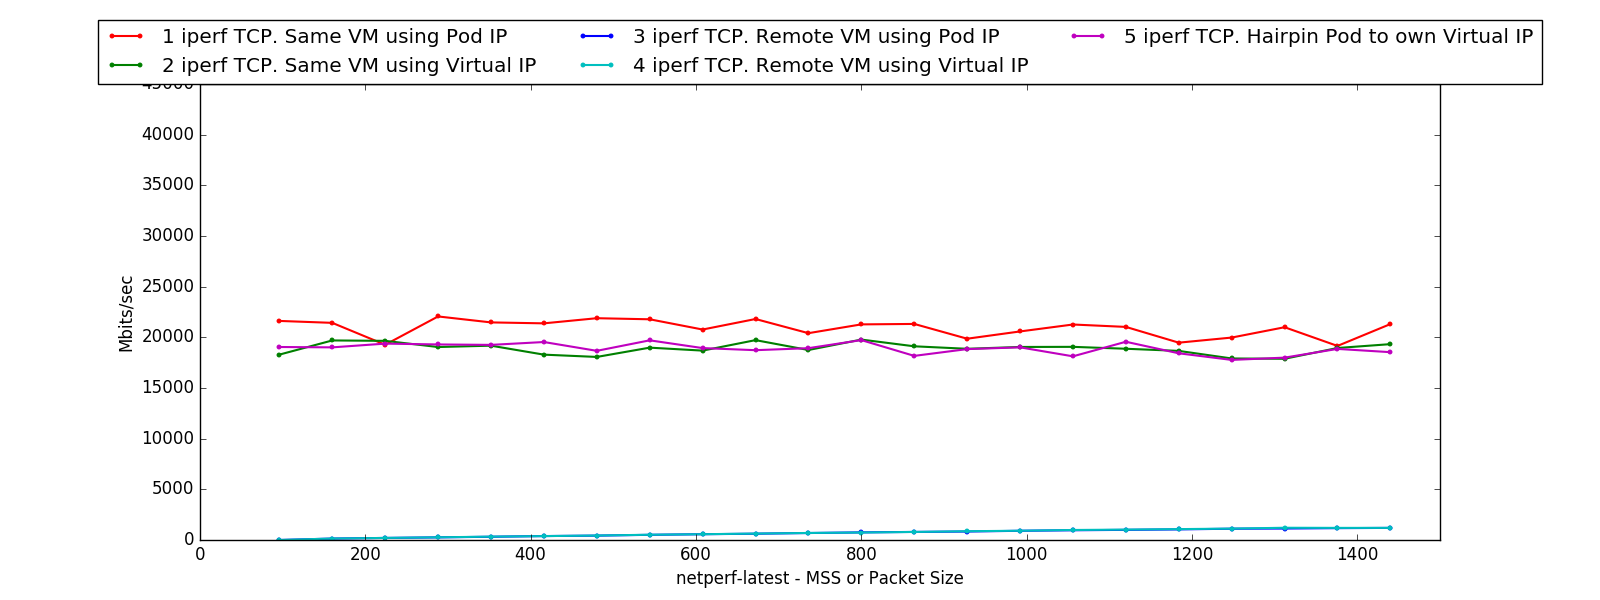 1 iperf TCP. Same VM using Pod IP
2 iperf TCP. Same VM using Virtual IP
3 iperf TCP. Remote VM using Pod IP
4 iperf TCP. Remote VM using Virtual IP
5 iperf TCP. Hairpin Pod to own Virtual IP
45000
40000
35000
30000
25000
20000
15000
10000
5000
0
Mbits/sec
0 200 400 600 800 1000 1200 1400
netperf-latest - MSS or Packet Size